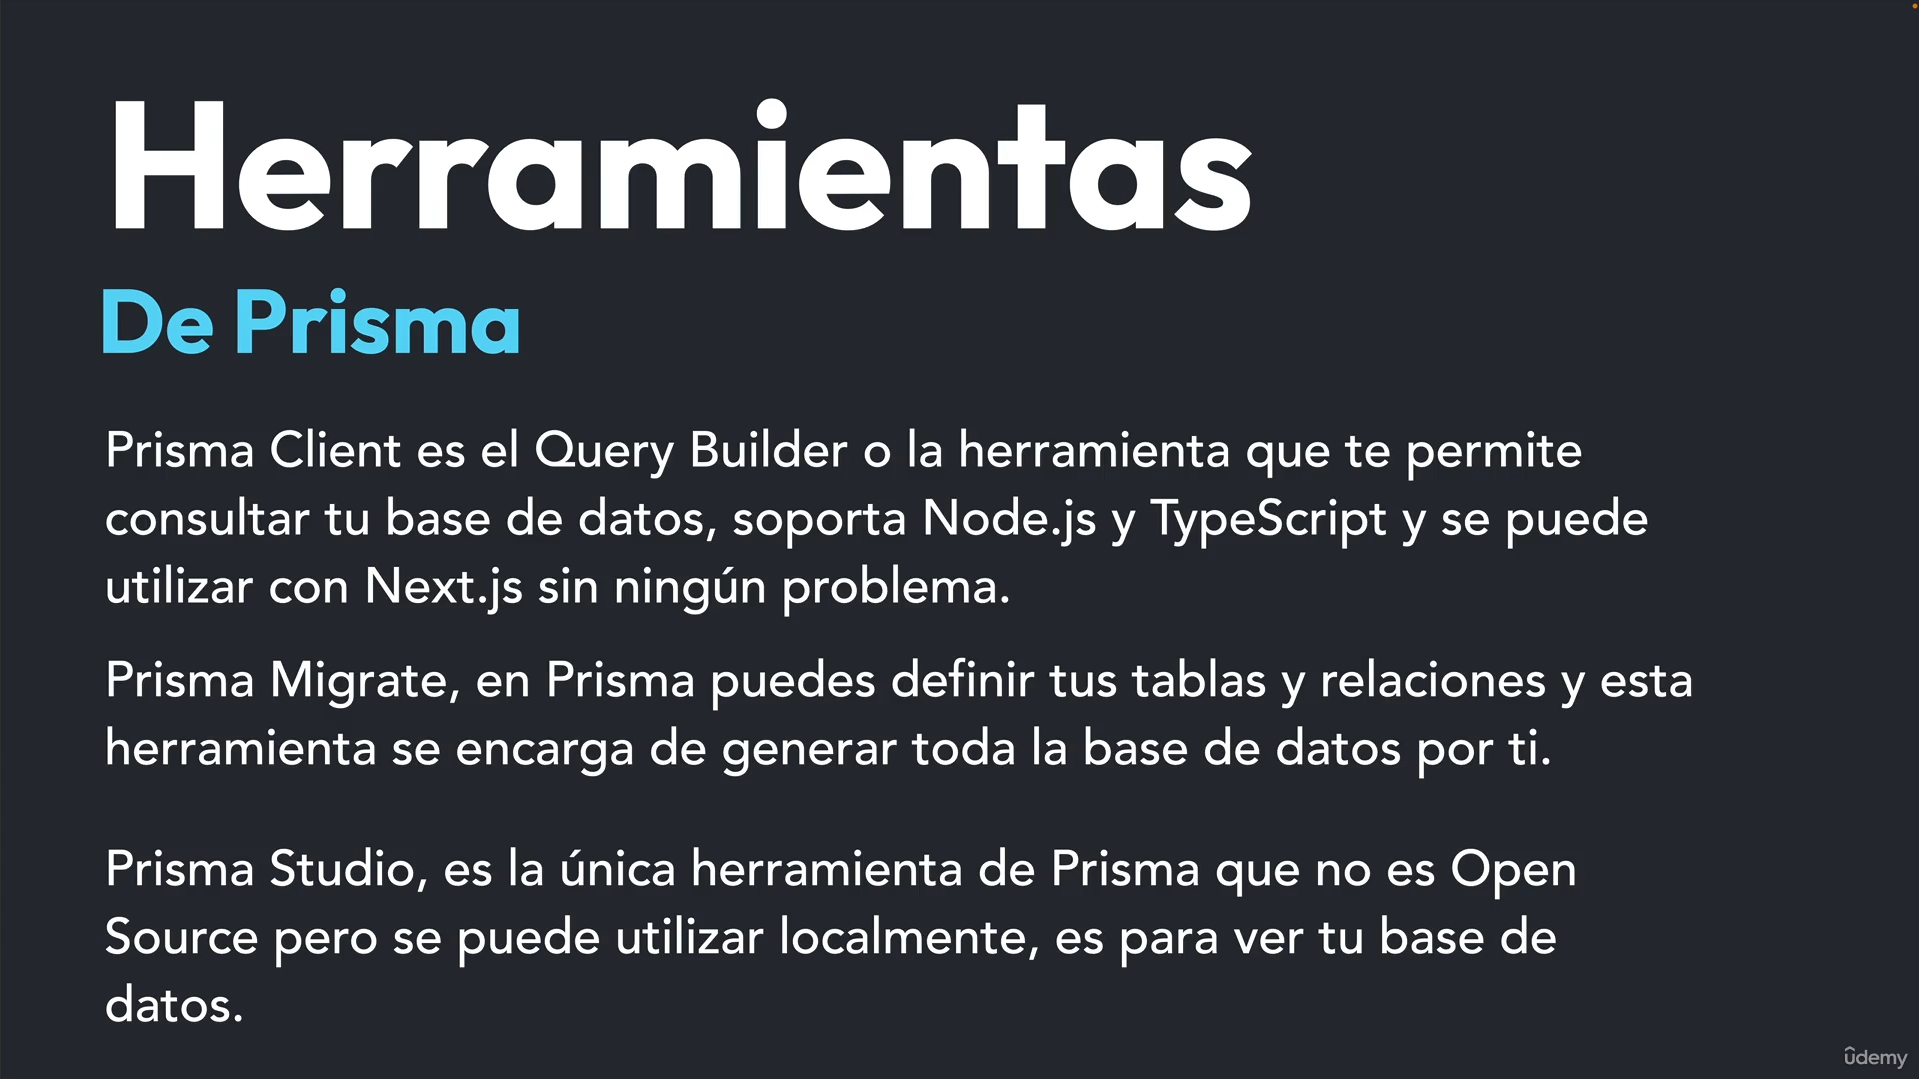 Herramientas
De Prisma
Prisma Client es el Query Builder o la herramienta que te permite
consultar tu base de datos, soporta Node.js y TypeScript y se puede
utilizar con Next.js sin ningún problema.
Prisma Migrate, en Prisma puedes definir tus tablas y relaciones y esta
herramienta se encarga de generar toda la base de datos por ti.
Prisma Studio, es la única herramienta de Prisma que no es Open
Source pero se puede utilizar localmente, es para ver tu base de
datos.
ûdemy